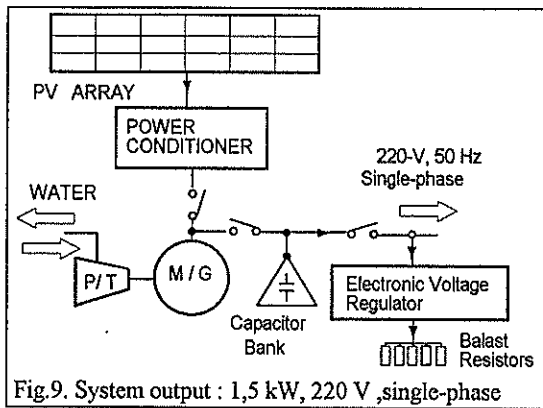 PV ARRAY
POWER
CONDITIONER
220-V, 50 Hz
Single-phase
WATER
P/T
M/G
Capacitor
Bank
Electronic Voltage
Regulator
Balast
Resistors
Fig.9. System output : 1,5 kW, 220 V ,single-phase